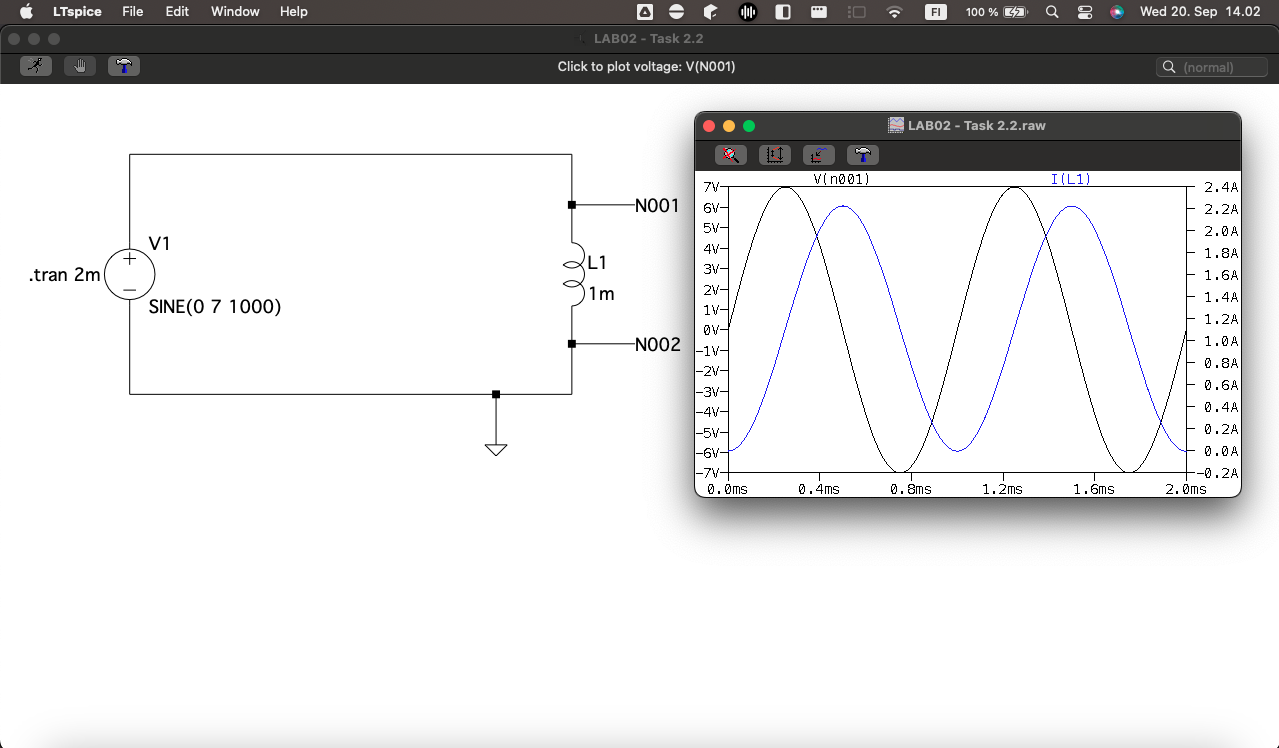 LTspice File Edit Window Help FI 100 % Wed 20. Sep 14.02
LAB02 - Task 2.2
Click to plot voltage: V(N001)
(normal)
N001
V1
L1
.tran 2m
1m
SINE(0 7 1000)
N002
LAB02 - Task 2.2.raw
V(n001) I(L1)
7V 2.4A
6V 2.2A
5V 2.0A
4V 1.8A
3V 1.6A
2V 1.4A
1V 1.2A
0V
-1V 1.0A
-2V 0.8A
-3V 0.6A
-4V 0.4A
-5V 0.2A
-6V 0.0A
-7V -0.2A
0.0ms 0.4ms 0.8ms 1.2ms 1.6ms 2.0ms